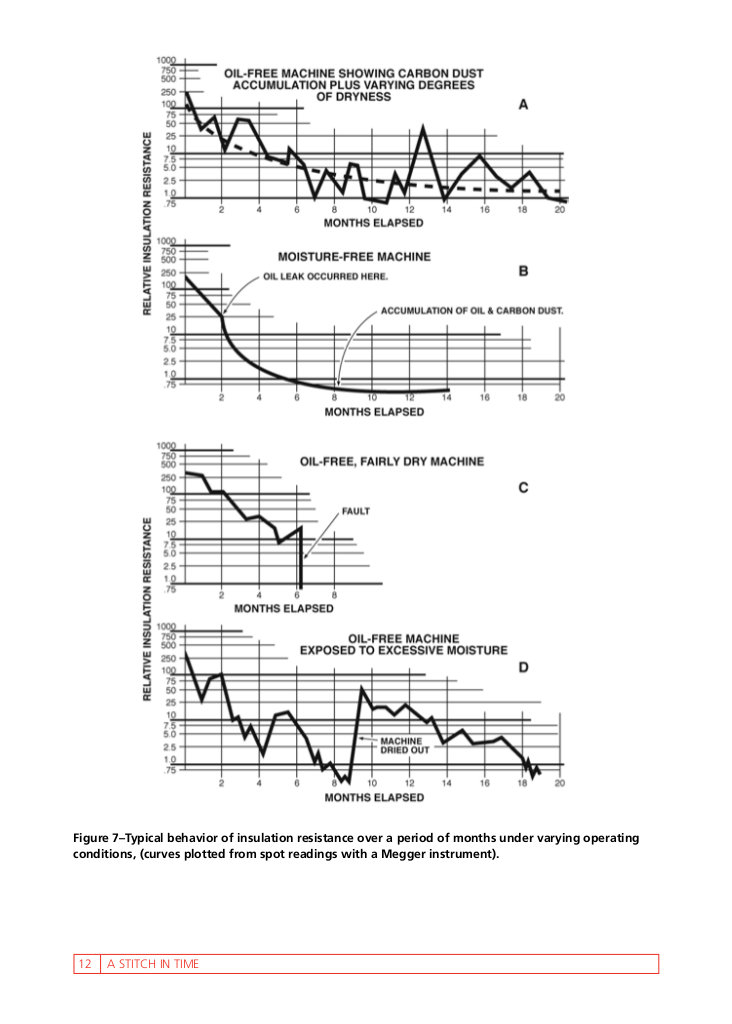 1000
750
500
250
100
75
50
25
10
7.5
5.0
2.5
1.0
.75
OIL-FREE MACHINE SHOWING CARBON DUST
ACCUMULATION PLUS VARYING DEGREES
OF DRYNESS
A
2 4 6 8 10 12 14 16 18 20
MONTHS ELAPSED
RELATIVE INSULATION RESISTANCE
1000
750
500
250
100
75
50
25
10
7.5
5.0
2.5
1.0
.75
MOISTURE-FREE MACHINE
B
OIL LEAK OCCURRED HERE.
ACCUMULATION OF OIL & CARBON DUST.
2 4 6 8 10 12 14 16 18 20
MONTHS ELAPSED
1000
750
500
250
100
75
50
25
10
7.5
5.0
2.5
1.0
.75
OIL-FREE, FAIRLY DRY MACHINE
C
FAULT
2 4 6 8
MONTHS ELAPSED
RELATIVE INSULATION RESISTANCE
1000
750
500
250
100
75
50
25
10
7.5
5.0
2.5
1.0
.75
OIL-FREE MACHINE
EXPOSED TO EXCESSIVE MOISTURE
D
MACHINE
DRIED OUT
2 4 6 8 10 12 14 16 18 20
MONTHS ELAPSED
Figure 7–Typical behavior of insulation resistance over a period of months under varying operating
conditions, (curves plotted from spot readings with a Megger instrument).
12 A STITCH IN TIME